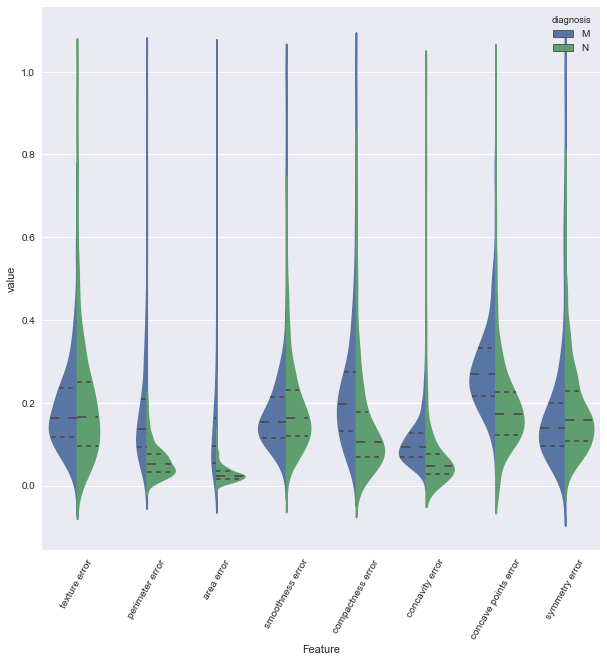 diagnosis
M
N
1.0
0.8
0.6
0.4
0.2
0.0
value
texture error
perimeter error
area error
smoothness error
compactness error
concavity error
concave points error
symmetry error
Feature